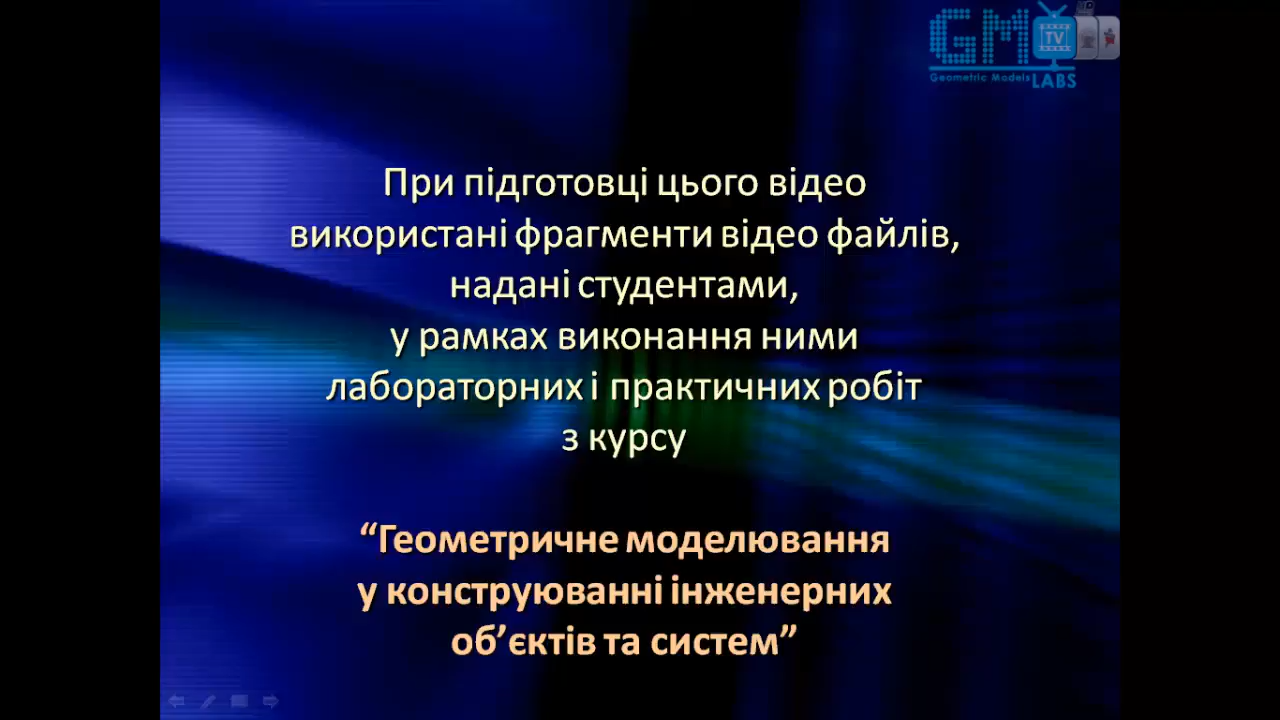 GM TV
Geometric Models LABS
При підготовці цього відео
використані фрагменти відео файлів,
надані студентами,
у рамках виконання ними
лабораторних і практичних робіт
з курсу
“Геометричне моделювання
у конструюванні інженерних
об’єктів та систем”